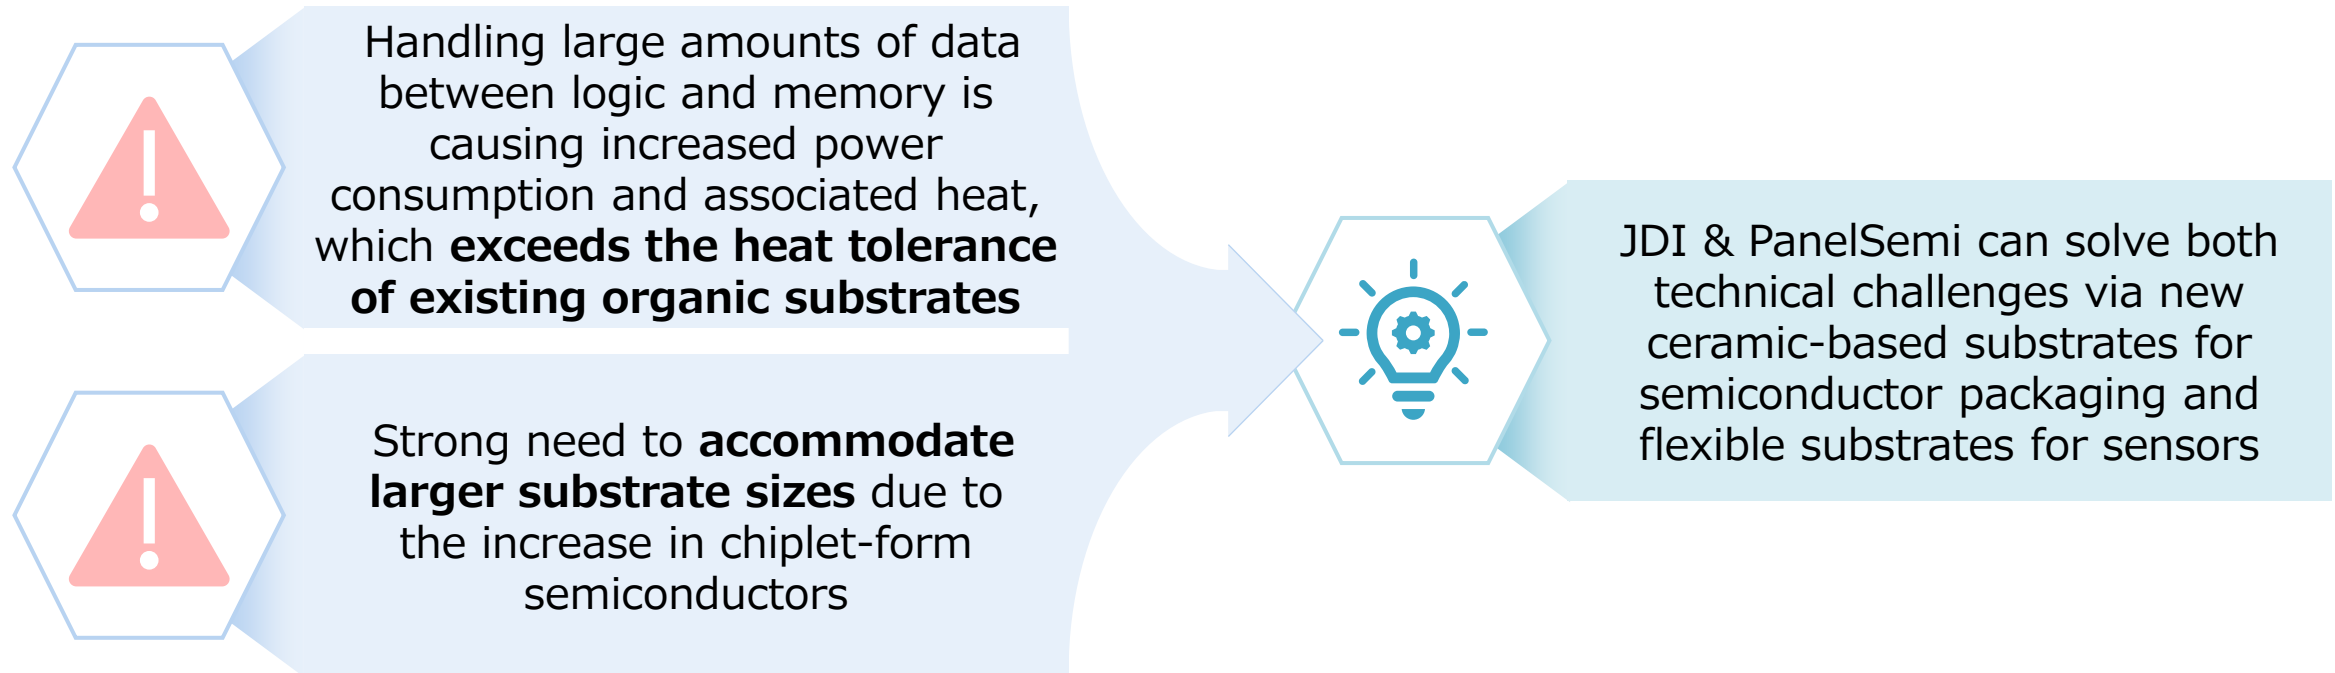 Handling large amounts of data
between logic and memory is
causing increased power
consumption and associated heat,
which exceeds the heat tolerance
of existing organic substrates
Strong need to accommodate
larger substrate sizes due to
the increase in chiplet-form
semiconductors
JDI & PanelSemi can solve both
technical challenges via new
ceramic-based substrates for
semiconductor packaging and
flexible substrates for sensors